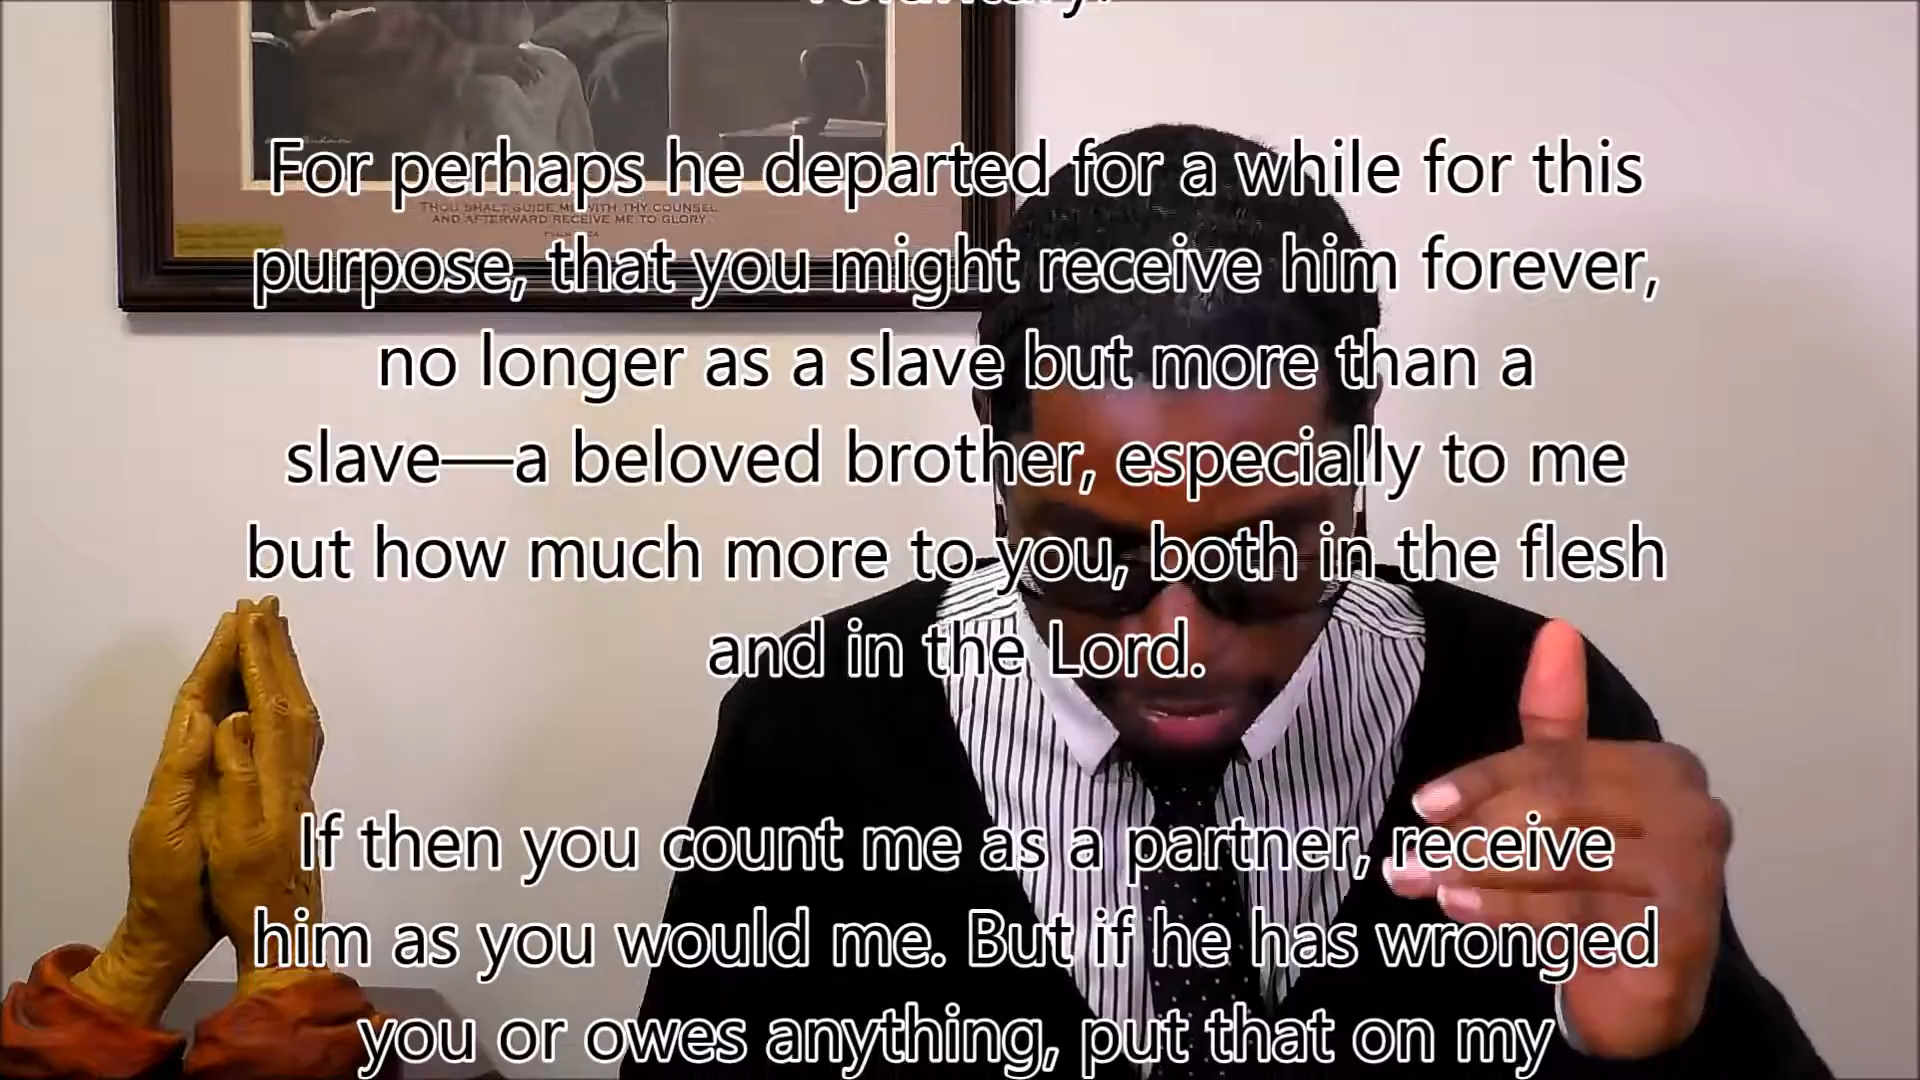 voluntary.
For perhaps he departed for a while for this
purpose, that you might receive him forever,
no longer as a slave but more than a
slave—a beloved brother, especially to me
but how much more to you, both in the flesh
and in the Lord.
If then you count me as a partner, receive
him as you would me. But if he has wronged
you or owes anything, put that on my
THOU SHALT GUIDE ME WITH THY COUNSEL
AND AFTERWARD RECEIVE ME TO GLORY.